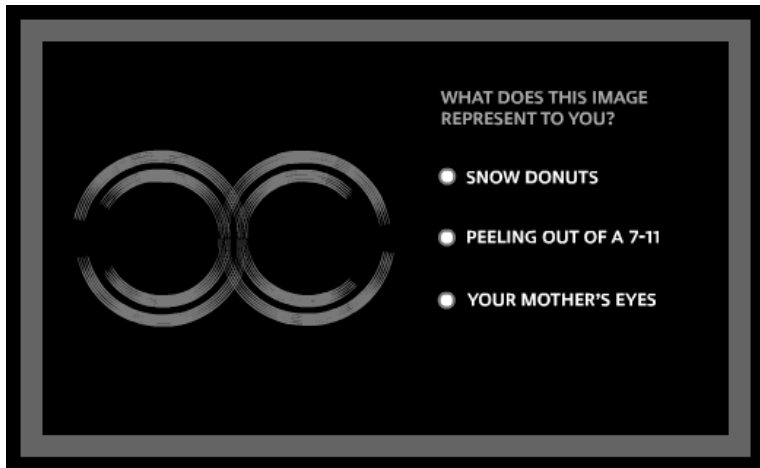 WHAT DOES THIS IMAGE
REPRESENT TO YOU?
SNOW DONUTS
PEELING OUT OF A 7-11
YOUR MOTHER'S EYES